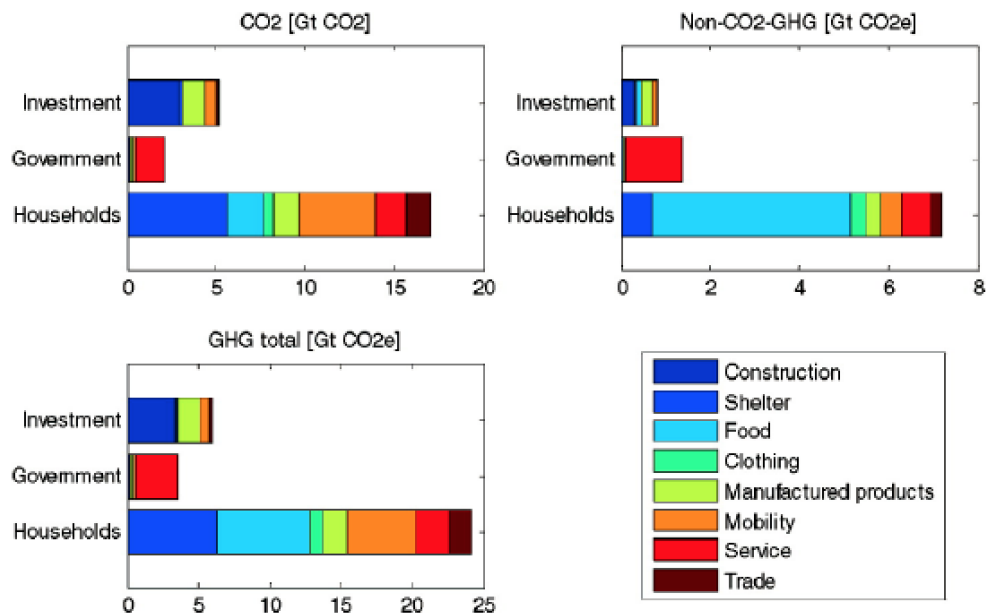 CO2 [Gt CO2]
Investment
Government
Households
0 5 10 15 20
Non-CO2-GHG [Gt CO2e]
Investment
Government
Households
0 2 4 6 8
GHG total [Gt CO2e]
Investment
Government
Households
0 5 10 15 20 25
Construction
Shelter
Food
Clothing
Manufactured products
Mobility
Service
Trade